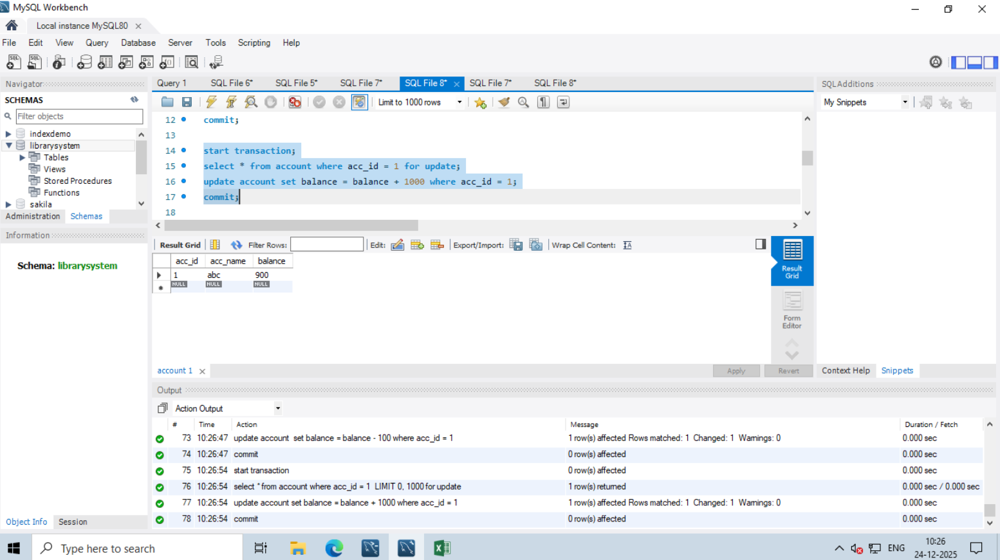 MySQL Workbench
Local instance MySQL80
File Edit View Query Database Server Tools Scripting Help
Navigator
SCHEMAS
Filter objects
indexdemo
librarysystem
Tables
Views
Stored Procedures
Functions
sakila
Administration Schemas
Information
Schema: librarysystem
Object Info Session
Query 1 SQL File 6* SQL File 5* SQL File 7* SQL File 8* SQL File 7* SQL File 8*
Limit to 1000 rows
12 commit;
13
14 start transaction;
15 select * from account where acc_id = 1 for update;
16 update account set balance = balance + 1000 where acc_id = 1;
17 commit;
18
Result Grid Filter Rows: Edit: Export/Import: Wrap Cell Content:
acc_id acc_name balance
1 abc 900
NULL NULL NULL
Result Grid
Form Editor
account 1 Apply Revert
SQLAdditions
My Snippets
Context Help Snippets
Output
Action Output
# Time Action Message Duration / Fetch
73 10:26:47 update account set balance = balance - 100 where acc_id = 1 1 row(s) affected Rows matched: 1 Changed: 1 Warnings: 0 0.000 sec
74 10:26:47 commit 0 row(s) affected 0.000 sec
75 10:26:54 start transaction 0 row(s) affected 0.000 sec
76 10:26:54 select * from account where acc_id = 1 LIMIT 0, 1000 for update 1 row(s) returned 0.000 sec / 0.000 sec
77 10:26:54 update account set balance = balance + 1000 where acc_id = 1 1 row(s) affected Rows matched: 1 Changed: 1 Warnings: 0 0.000 sec
78 10:26:54 commit 0 row(s) affected 0.000 sec
Type here to search
ENG
10:26
24-12-2025